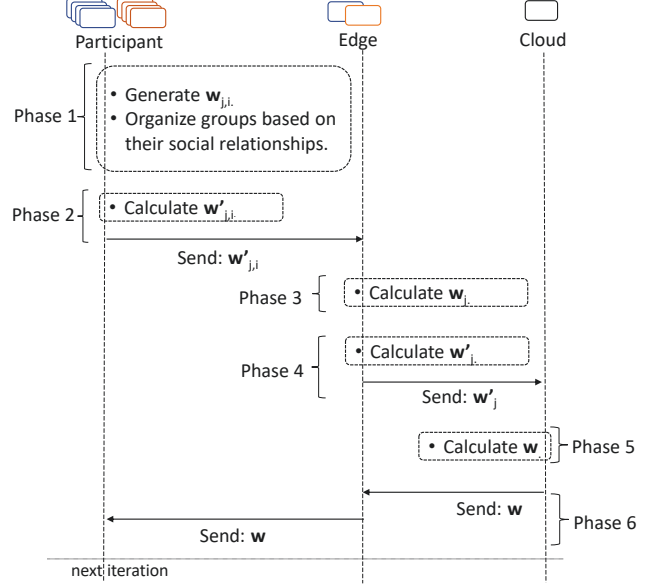 Participant Edge Cloud
Phase 1
• Generate w_j,i.
• Organize groups based on
their social relationships.
Phase 2
• Calculate w'_j,i.
Send: w'_j,i
Phase 3
• Calculate w_j.
Phase 4
• Calculate w'_j.
Send: w'_j
• Calculate w.
Phase 5
Send: w
Phase 6
Send: w
next iteration